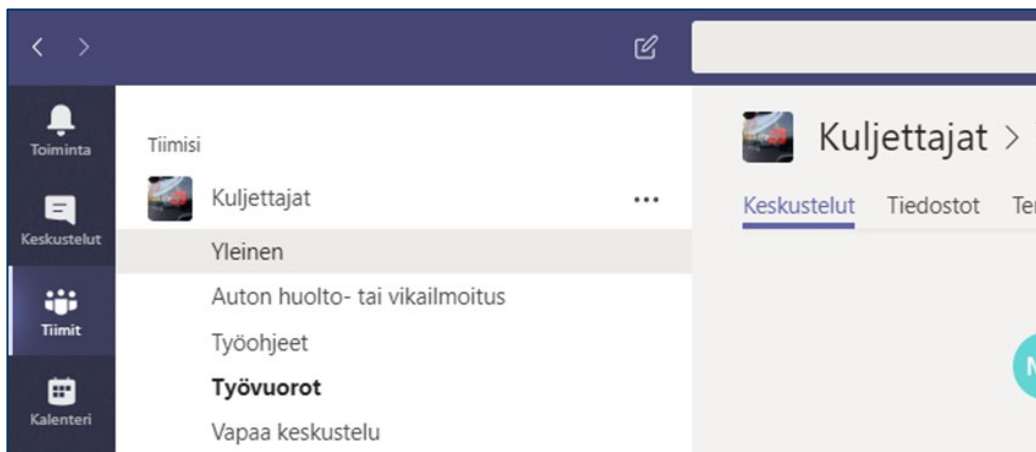 Toiminta
Keskustelut
Tiimit
Kalenteri
Tiimisi
Kuljettajat
Yleinen
Auton huolto- tai vikailmoitus
Työohjeet
Työvuorot
Vapaa keskustelu
Kuljettajat >
Keskustelut Tiedostot